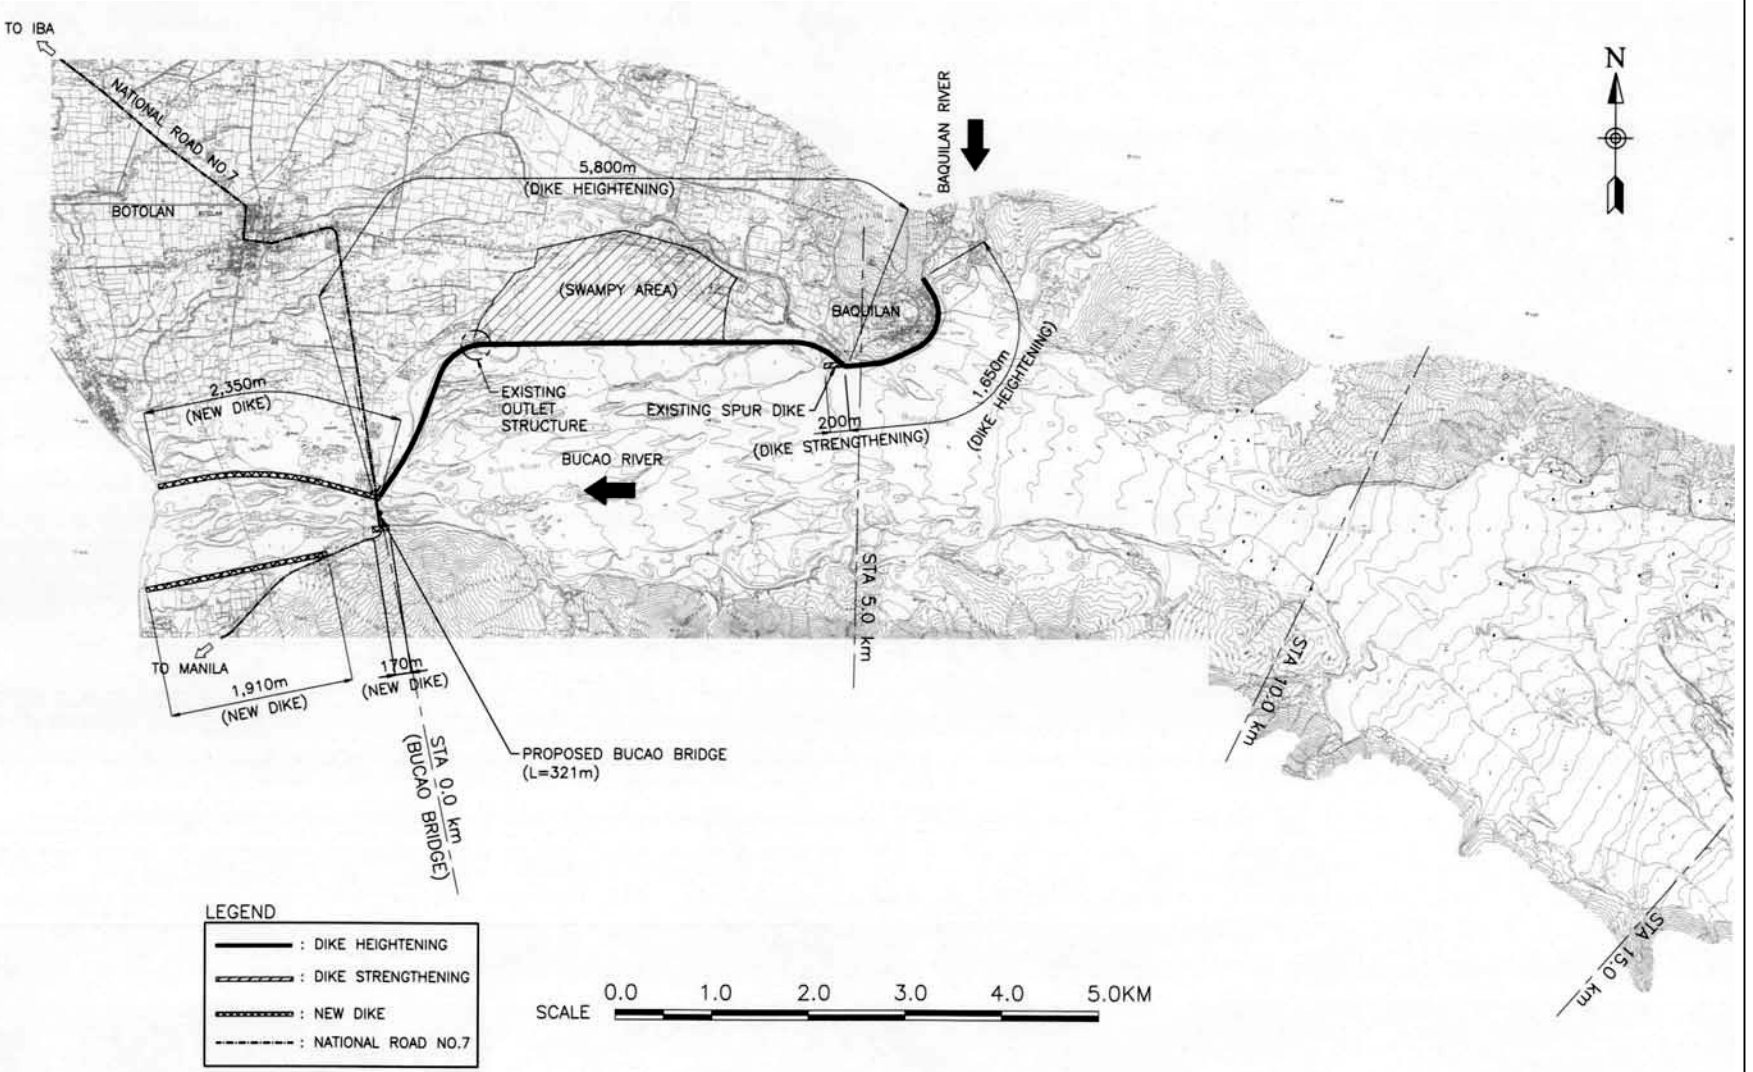 TO IBA
N
NATIONAL ROAD NO.7
BAQUILAN RIVER
5,800m
(DIKE HEIGHTENING)
BOTOLAN
(SWAMPY AREA)
BAQUILAN
1,650m
(DIKE HEIGHTENING)
2,350m
(NEW DIKE)
EXISTING
OUTLET
STRUCTURE
EXISTING SPUR DIKE
200m
(DIKE STRENGTHENING)
BUCAO RIVER
STA 5.0 km
STA 10.0 km
STA 15.0 km
TO MANILA
1,910m
(NEW DIKE)
170m
(NEW DIKE)
STA 0.0 km
(BUCAO BRIDGE)
PROPOSED BUCAO BRIDGE
(L=321m)
LEGEND
: DIKE HEIGHTENING
: DIKE STRENGTHENING
: NEW DIKE
: NATIONAL ROAD NO.7
SCALE
0.0 1.0 2.0 3.0 4.0 5.0KM